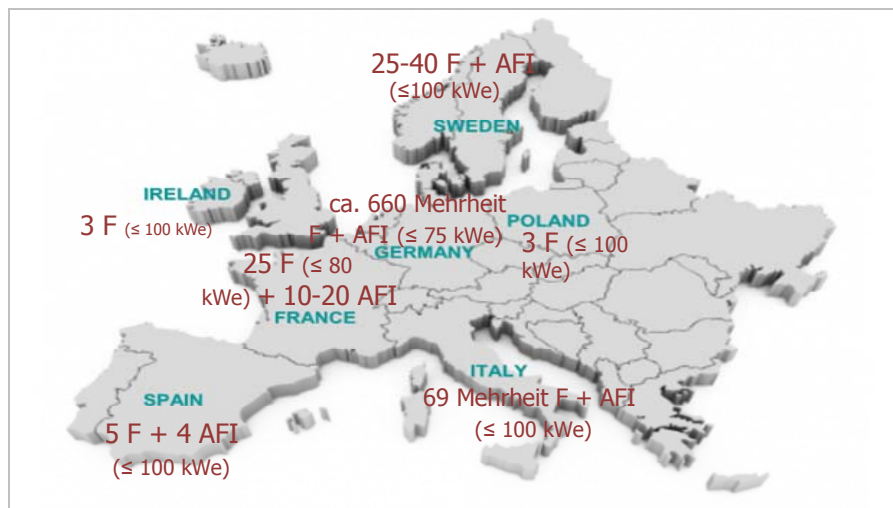 25-40 F + AFI
(≤100 kWe)
SWEDEN
IRELAND
3 F (≤ 100 kWe)
ca. 660 Mehrheit
F + AFI (≤ 75 kWe)
GERMANY
POLAND
3 F (≤ 100
kWe)
25 F (≤ 80
kWe) + 10-20 AFI
FRANCE
ITALY
69 Mehrheit F + AFI
(≤ 100 kWe)
SPAIN
5 F + 4 AFI
(≤ 100 kWe)